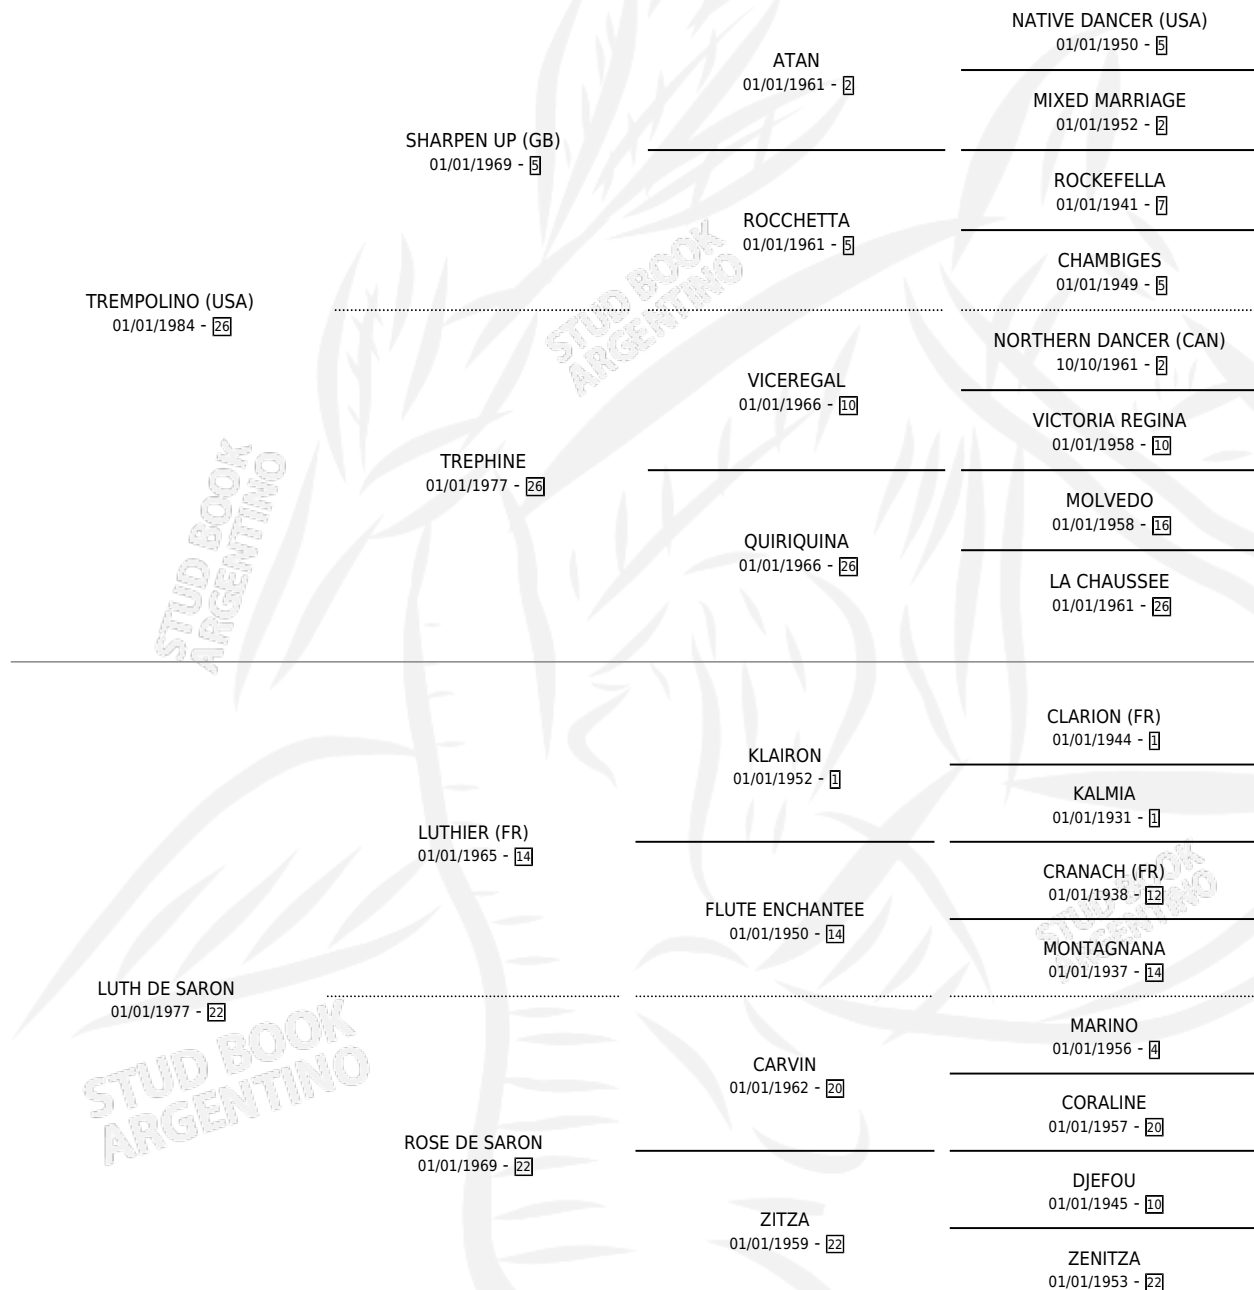 NATIVE DANCER (USA)
01/01/1950 - 5
ATAN
01/01/1961 - 2
MIXED MARRIAGE
01/01/1952 - 2
SHARPEN UP (GB)
01/01/1969 - 5
ROCKEFELLA
01/01/1941 - 7
ROCCHETTA
01/01/1961 - 5
CHAMBIGES
01/01/1949 - 5
TREMPOLINO (USA)
01/01/1984 - 26
STUD BOOK
ARGENTINO
NORTHERN DANCER (CAN)
10/10/1961 - 2
VICEREGAL
01/01/1966 - 10
VICTORIA REGINA
01/01/1958 - 10
TREPHINE
01/01/1977 - 26
MOLVEDO
01/01/1958 - 16
QUIRIQUINA
01/01/1966 - 26
LA CHAUSSEE
01/01/1961 - 26
STUD BOOK
ARGENTINO
CLARION (FR)
01/01/1944 - 1
KLAIRON
01/01/1952 - 1
KALMIA
01/01/1931 - 1
LUTHIER (FR)
01/01/1965 - 14
CRANACH (FR)
01/01/1938 - 12
FLUTE ENCHANTEE
01/01/1950 - 14
MONTAGNANA
01/01/1937 - 14
STUD BOOK
ARGENTINO
LUTH DE SARON
01/01/1977 - 22
MARINO
01/01/1956 - 4
CARVIN
01/01/1962 - 20
CORALINE
01/01/1957 - 20
STUD BOOK
ARGENTINO
ROSE DE SARON
01/01/1969 - 22
DJEFOU
01/01/1945 - 10
ZITZA
01/01/1959 - 22
ZENITZA
01/01/1953 - 22